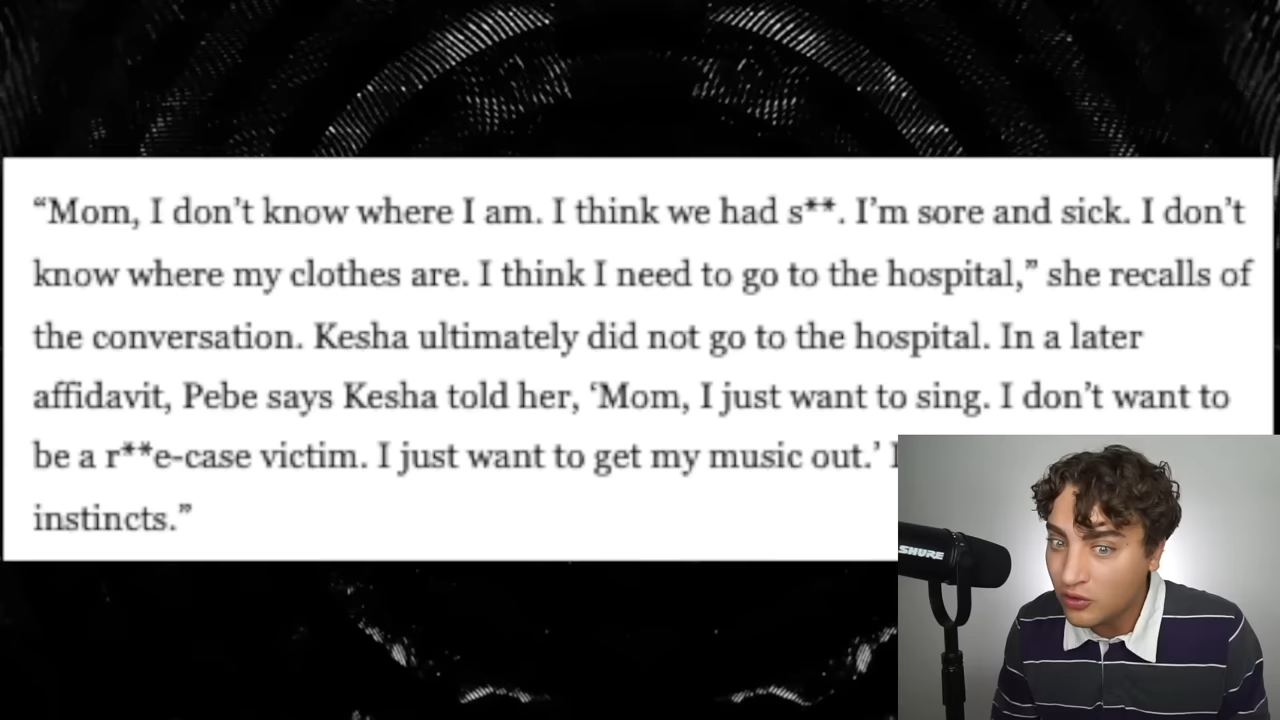 “Mom, I don’t know where I am. I think we had s**. I’m sore and sick. I don’t
know where my clothes are. I think I need to go to the hospital,” she recalls of
the conversation. Kesha ultimately did not go to the hospital. In a later
affidavit, Pebe says Kesha told her, ‘Mom, I just want to sing. I don’t want to
be a r**e-case victim. I just want to get my music out.’
instincts.”
SHURE